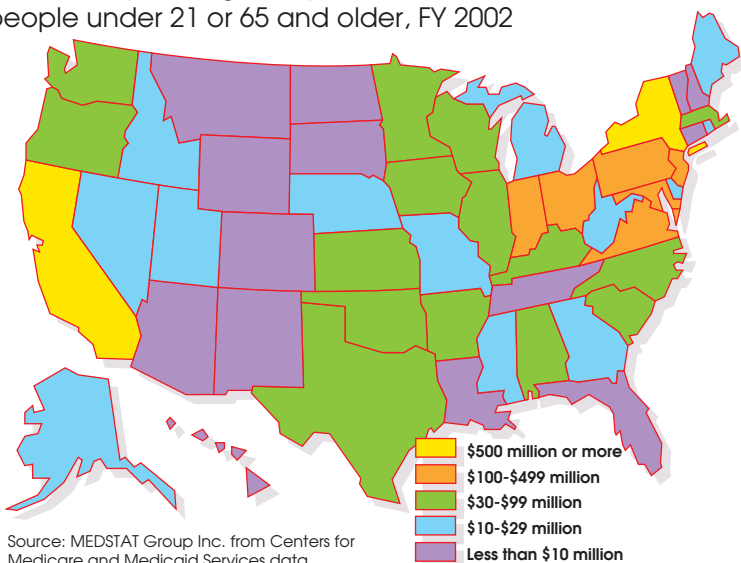 people under 21 or 65 and older, FY 2002
$500 million or more
$100-$499 million
$30-$99 million
$10-$29 million
Less than $10 million
Source: MEDSTAT Group Inc. from Centers for
Medicare and Medicaid Services data